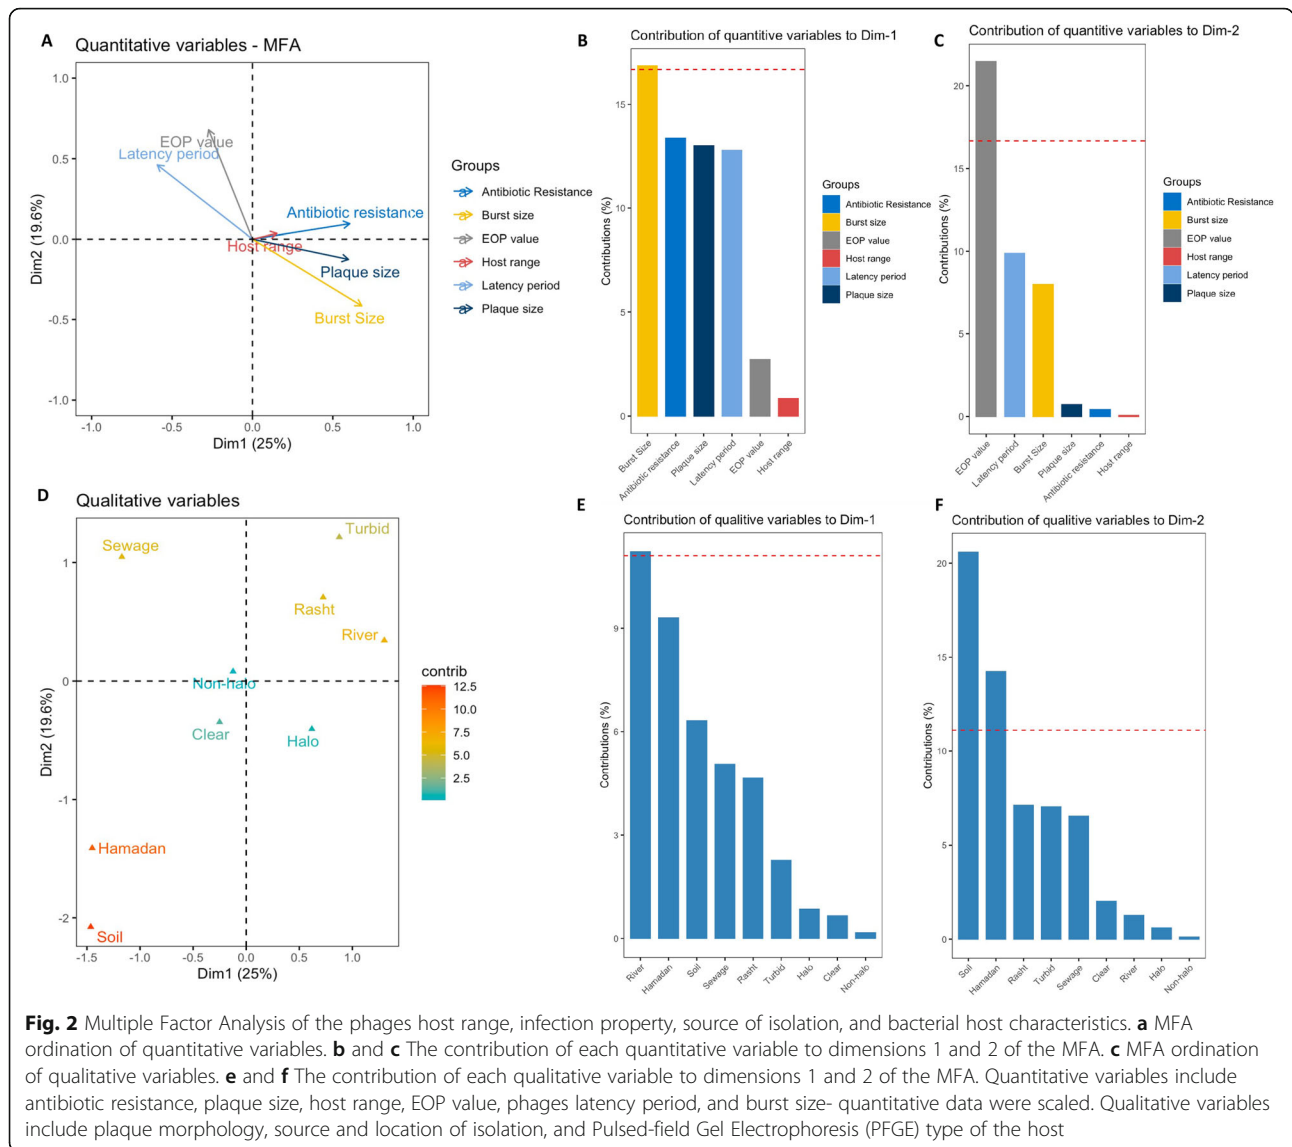 A
Quantitative variables - MFA
1.0
0.5
0.0
-0.5
-1.0
Dim2 (19.6%)
EOP value
Latency period
Antibiotic resistance
Host range
Plaque size
Burst Size
-1.0 -0.5 0.0 0.5 1.0
Dim1 (25%)
Groups
Antibiotic Resistance
Burst size
EOP value
Host range
Latency period
Plaque size
B
Contribution of quantitive variables to Dim-1
15
10
5
0
Contributions (%)
Burst Size
Antibiotic resistance
Plaque size
Latency period
EOP value
Host range
Groups
Antibiotic Resistance
Burst size
EOP value
Host range
Latency period
Plaque size
C
Contribution of quantitive variables to Dim-2
20
15
10
5
0
Contributions (%)
EOP value
Latency period
Burst Size
Plaque size
Antibiotic resistance
Host range
Groups
Antibiotic Resistance
Burst size
EOP value
Host range
Latency period
Plaque size
D
Qualitative variables
1
0
-1
-2
Dim2 (19.6%)
Turbid
Sewage
Rasht
River
Non-halo
Clear
Halo
Hamadan
Soil
-1.5 -1.0 -0.5 0.0 0.5 1.0
Dim1 (25%)
contrib
12.5
10.0
7.5
5.0
2.5
E
Contribution of qualitive variables to Dim-1
9
6
3
0
Contributions (%)
River
Hamadan
Soil
Sewage
Rasht
Turbid
Halo
Clear
Non-halo
F
Contribution of qualitive variables to Dim-2
20
15
10
5
0
Contributions (%)
Soil
Hamadan
Rasht
Turbid
Sewage
Clear
River
Halo
Non-halo
Fig. 2 Multiple Factor Analysis of the phages host range, infection property, source of isolation, and bacterial host characteristics. a MFA
ordination of quantitative variables. b and c The contribution of each quantitative variable to dimensions 1 and 2 of the MFA. c MFA ordination
of qualitative variables. e and f The contribution of each qualitative variable to dimensions 1 and 2 of the MFA. Quantitative variables include
antibiotic resistance, plaque size, host range, EOP value, phages latency period, and burst size- quantitative data were scaled. Qualitative variables
include plaque morphology, source and location of isolation, and Pulsed-field Gel Electrophoresis (PFGE) type of the host